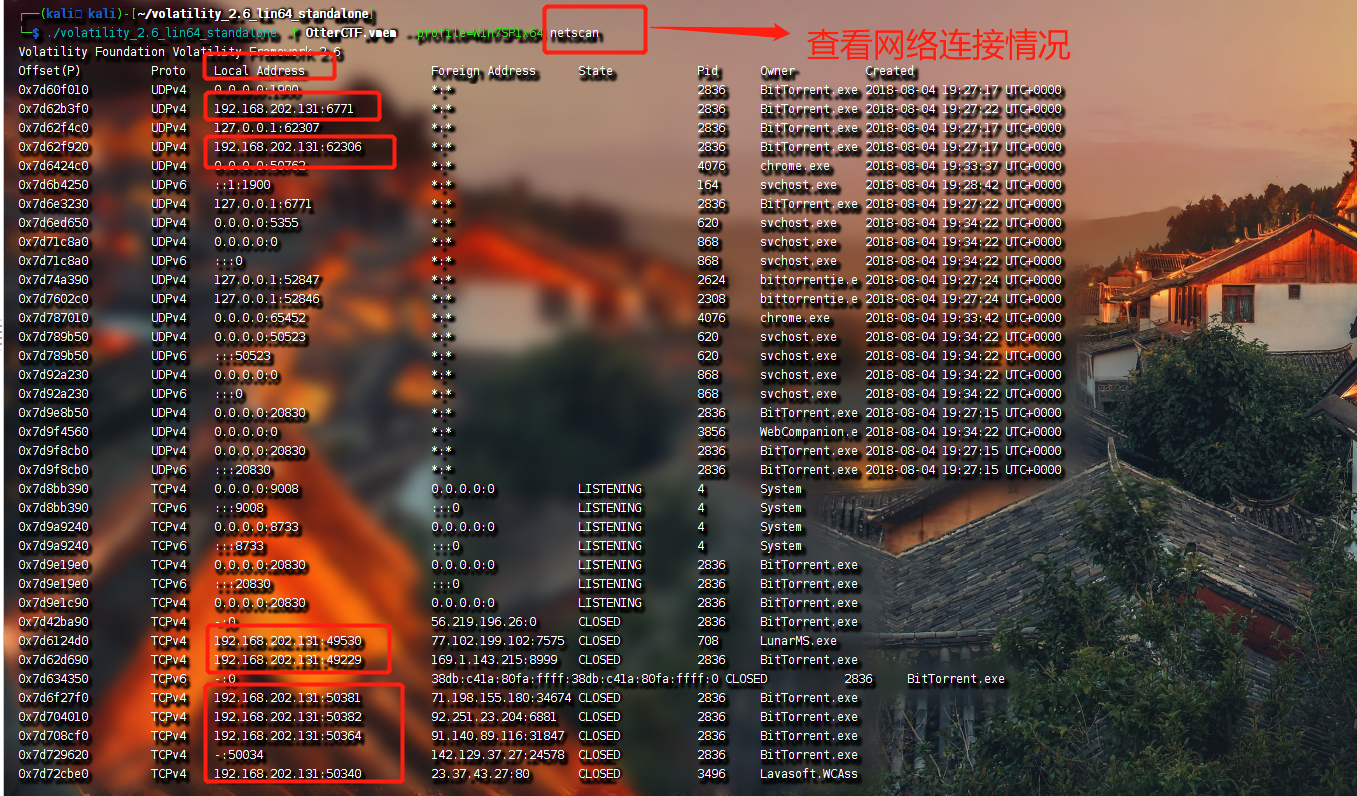 (kali㉿ kali)-[~/volatility_2.6_lin64_standalone]
$ ./volatility_2.6_lin64_standalone -f OtterCTF.vmem --profile=Win7SP1x64 netscan
查看网络连接情况
Volatility Foundation Volatility Framework 2.6
Offset(P) Proto Local Address Foreign Address State Pid Owner Created
0x7d60f010 UDPv4 0.0.0.0:1900 *:* 2836 BitTorrent.exe 2018-08-04 19:27:17 UTC+0000
0x7d62b3f0 UDPv4 192.168.202.131:6771 *:* 2836 BitTorrent.exe 2018-08-04 19:27:22 UTC+0000
0x7d62f4c0 UDPv4 127.0.0.1:62307 *:* 2836 BitTorrent.exe 2018-08-04 19:27:17 UTC+0000
0x7d62f920 UDPv4 192.168.202.131:62306 *:* 2836 BitTorrent.exe 2018-08-04 19:27:17 UTC+0000
0x7d6424c0 UDPv4 0.0.0.0:50762 *:* 4076 chrome.exe 2018-08-04 19:33:37 UTC+0000
0x7d6b4250 UDPv6 ::1:1900 *:* 164 svchost.exe 2018-08-04 19:28:42 UTC+0000
0x7d6e3230 UDPv4 127.0.0.1:6771 *:* 2836 BitTorrent.exe 2018-08-04 19:27:22 UTC+0000
0x7d6ed650 UDPv4 0.0.0.0:5355 *:* 620 svchost.exe 2018-08-04 19:34:22 UTC+0000
0x7d71c8a0 UDPv4 0.0.0.0:0 *:* 868 svchost.exe 2018-08-04 19:34:22 UTC+0000
0x7d71c8a0 UDPv6 :::0 *:* 868 svchost.exe 2018-08-04 19:34:22 UTC+0000
0x7d74a390 UDPv4 127.0.0.1:52847 *:* 2624 bittorrentie.e 2018-08-04 19:27:24 UTC+0000
0x7d7602c0 UDPv4 127.0.0.1:52846 *:* 2308 bittorrentie.e 2018-08-04 19:27:24 UTC+0000
0x7d787010 UDPv4 0.0.0.0:65452 *:* 4076 chrome.exe 2018-08-04 19:33:42 UTC+0000
0x7d789b50 UDPv4 0.0.0.0:50523 *:* 620 svchost.exe 2018-08-04 19:34:22 UTC+0000
0x7d789b50 UDPv6 :::50523 *:* 620 svchost.exe 2018-08-04 19:34:22 UTC+0000
0x7d92a230 UDPv4 0.0.0.0:0 *:* 868 svchost.exe 2018-08-04 19:34:22 UTC+0000
0x7d92a230 UDPv6 :::0 *:* 868 svchost.exe 2018-08-04 19:34:22 UTC+0000
0x7d9e8b50 UDPv4 0.0.0.0:20830 *:* 2836 BitTorrent.exe 2018-08-04 19:27:15 UTC+0000
0x7d9f4560 UDPv4 0.0.0.0:0 *:* 3856 WebCompanion.e 2018-08-04 19:34:22 UTC+0000
0x7d9f8cb0 UDPv4 0.0.0.0:20830 *:* 2836 BitTorrent.exe 2018-08-04 19:27:15 UTC+0000
0x7d9f8cb0 UDPv6 :::20830 *:* 2836 BitTorrent.exe 2018-08-04 19:27:15 UTC+0000
0x7d8bb390 TCPv4 0.0.0.0:9008 0.0.0.0:0 LISTENING 4 System
0x7d8bb390 TCPv6 :::9008 :::0 LISTENING 4 System
0x7d9a9240 TCPv4 0.0.0.0:8733 0.0.0.0:0 LISTENING 4 System
0x7d9a9240 TCPv6 :::8733 :::0 LISTENING 4 System
0x7d9e19e0 TCPv4 0.0.0.0:20830 0.0.0.0:0 LISTENING 2836 BitTorrent.exe
0x7d9e19e0 TCPv6 :::20830 :::0 LISTENING 2836 BitTorrent.exe
0x7d9e1c90 TCPv4 0.0.0.0:20830 0.0.0.0:0 LISTENING 2836 BitTorrent.exe
0x7d42ba90 TCPv4 -:0 56.219.196.26:0 CLOSED 2836 BitTorrent.exe
0x7d6124d0 TCPv4 192.168.202.131:49530 77.102.199.102:7575 CLOSED 708 LunarMS.exe
0x7d62d690 TCPv4 192.168.202.131:49229 169.1.143.215:8999 CLOSED 2836 BitTorrent.exe
0x7d634350 TCPv6 -:0 38db:c41a:80fa:ffff:38db:c41a:80fa:ffff:0 CLOSED 2836 BitTorrent.exe
0x7d6f27f0 TCPv4 192.168.202.131:50381 71.198.155.180:34674 CLOSED 2836 BitTorrent.exe
0x7d704010 TCPv4 192.168.202.131:50382 92.251.23.204:6881 CLOSED 2836 BitTorrent.exe
0x7d708cf0 TCPv4 192.168.202.131:50364 91.140.89.116:31847 CLOSED 2836 BitTorrent.exe
0x7d729620 TCPv4 -:50034 142.129.37.27:24578 CLOSED 2836 BitTorrent.exe
0x7d72cbe0 TCPv4 192.168.202.131:50340 23.37.43.27:80 CLOSED 3496 Lavasoft.WCAss